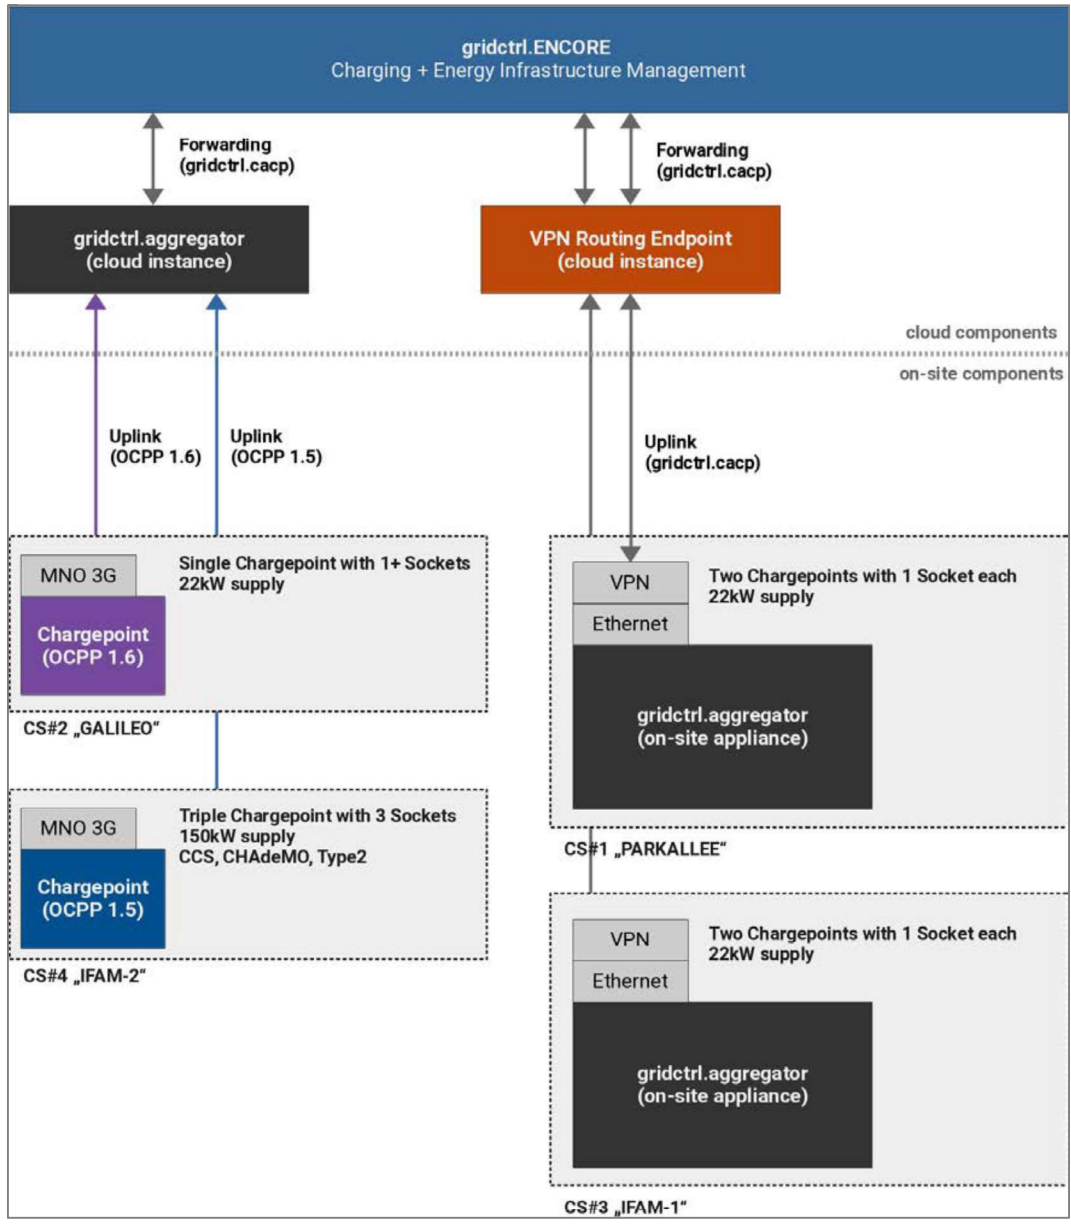 gridctrl.ENCORE
Charging + Energy Infrastructure Management
Forwarding
(gridctrl.cacp)
Forwarding
(gridctrl.cacp)
gridctrl.aggregator
(cloud instance)
VPN Routing Endpoint
(cloud instance)
cloud components
on-site components
Uplink
(OCPP 1.6)
Uplink
(OCPP 1.5)
Uplink
(gridctrl.cacp)
MNO 3G
Chargepoint
(OCPP 1.6)
Single Chargepoint with 1+ Sockets
22kW supply
CS#2 „GALILEO“
MNO 3G
Chargepoint
(OCPP 1.5)
Triple Chargepoint with 3 Sockets
150kW supply
CCS, CHAdeMO, Type2
CS#4 „IFAM-2“
VPN
Ethernet
Two Chargepoints with 1 Socket each
22kW supply
gridctrl.aggregator
(on-site appliance)
CS#1 „PARKALLEE“
VPN
Ethernet
Two Chargepoints with 1 Socket each
22kW supply
gridctrl.aggregator
(on-site appliance)
CS#3 „IFAM-1“